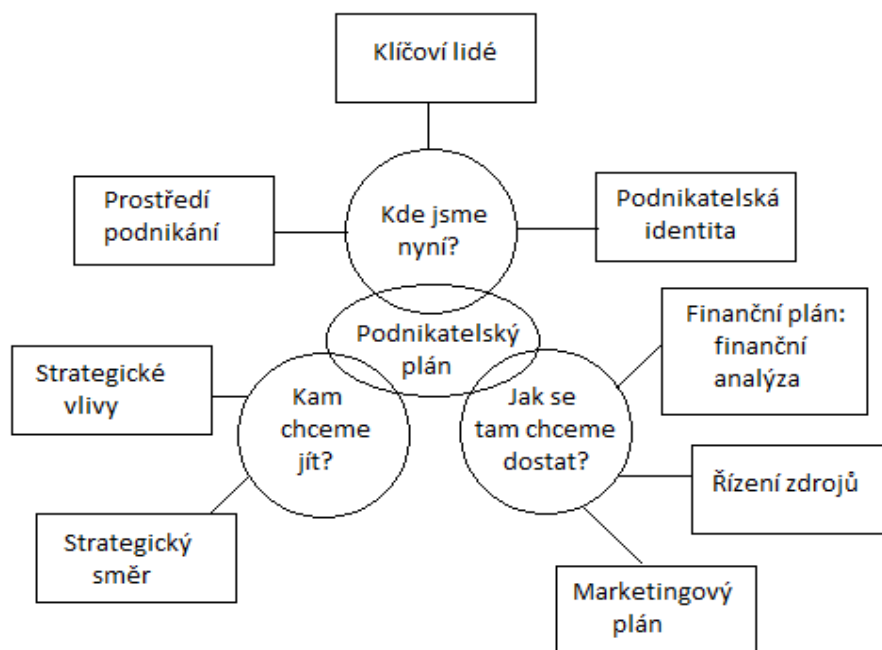 Klíčoví lidé
Prostředí
podnikání
Kde jsme
nyní?
Podnikatelská
identita
Podnikatelský
plán
Finanční plán:
finanční
analýza
Strategické
vlivy
Kam
chceme
jít?
Jak se
tam chceme
dostat?
Řízení zdrojů
Strategický
směr
Marketingový
plán